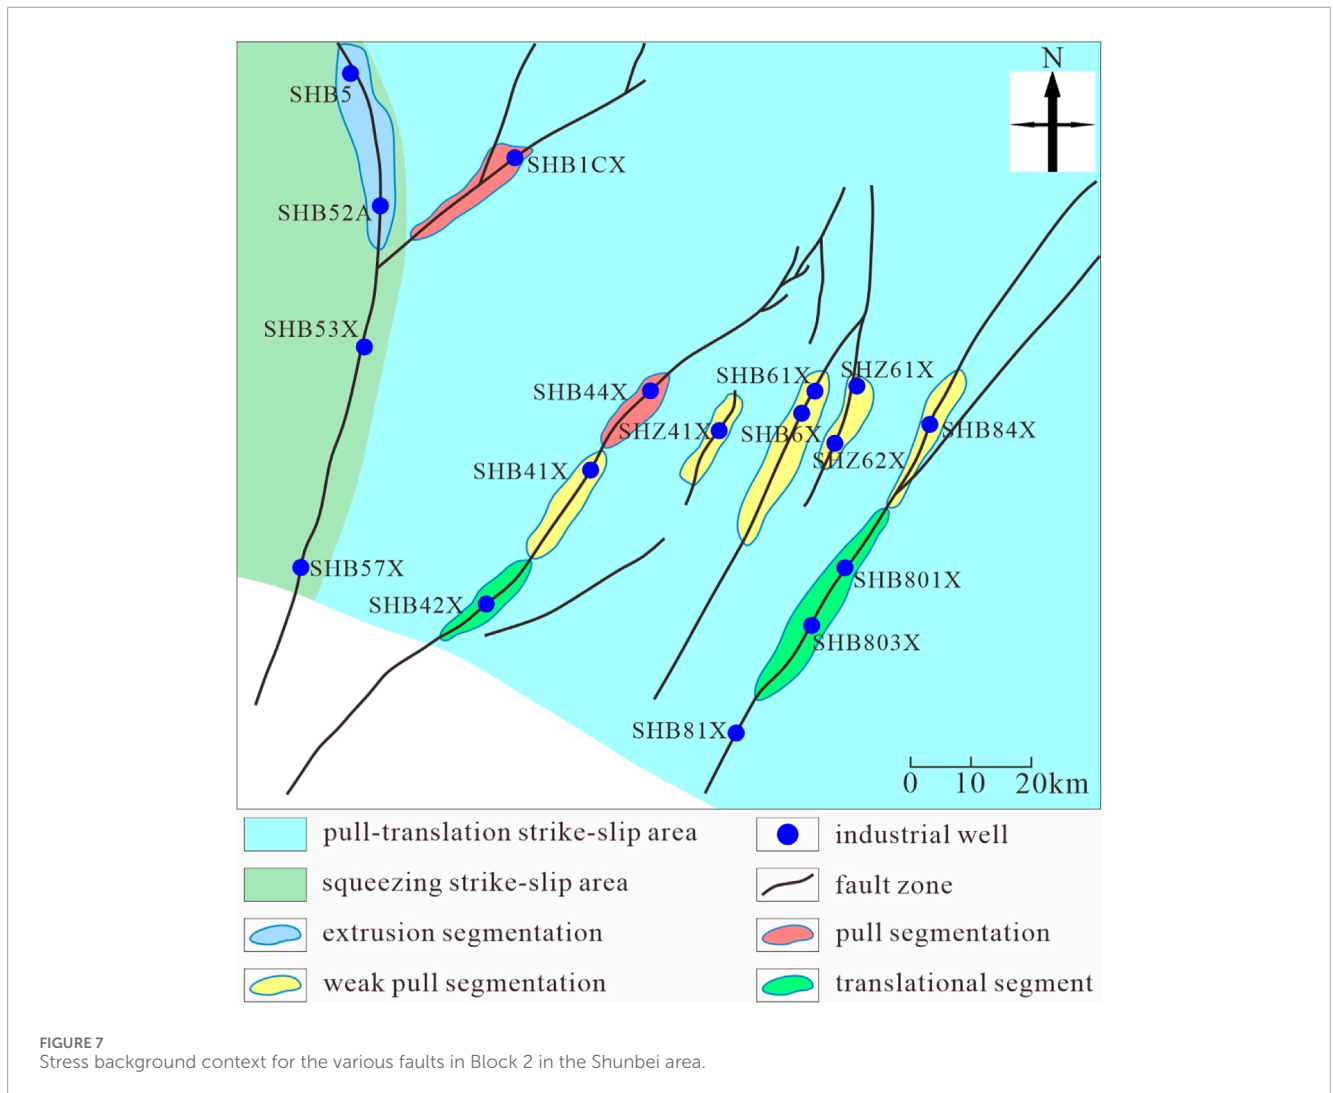 N
SHB5
SHB1CX
SHB52A
SHB53X
SHB61X
SHZ61X
SHB44X
SHZ41X
SHB6X
SHB84X
SHZ62X
SHB41X
SHB57X
SHB801X
SHB42X
SHB803X
SHB81X
0 10 20km
pull-translation strike-slip area
industrial well
squeezing strike-slip area
fault zone
extrusion segmentation
pull segmentation
weak pull segmentation
translational segment
FIGURE 7
Stress background context for the various faults in Block 2 in the Shunbei area.